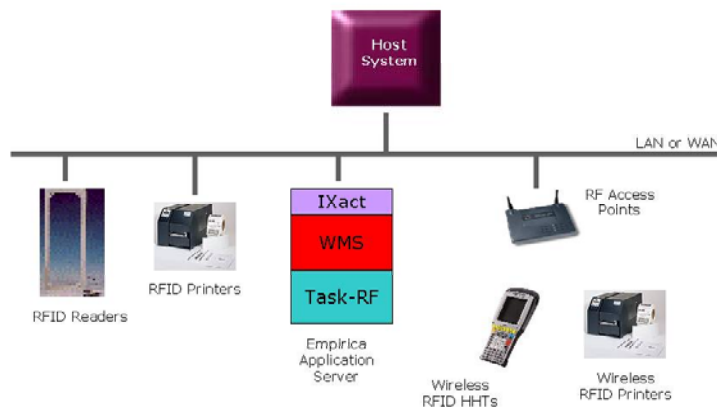 Host
System
LAN or WAN
IXact
WMS
Task-RF
RF Access
Points
RFID Printers
RFID Readers
Empirica
Application
Server
Wireless
RFID HHTs
Wireless
RFID Printers